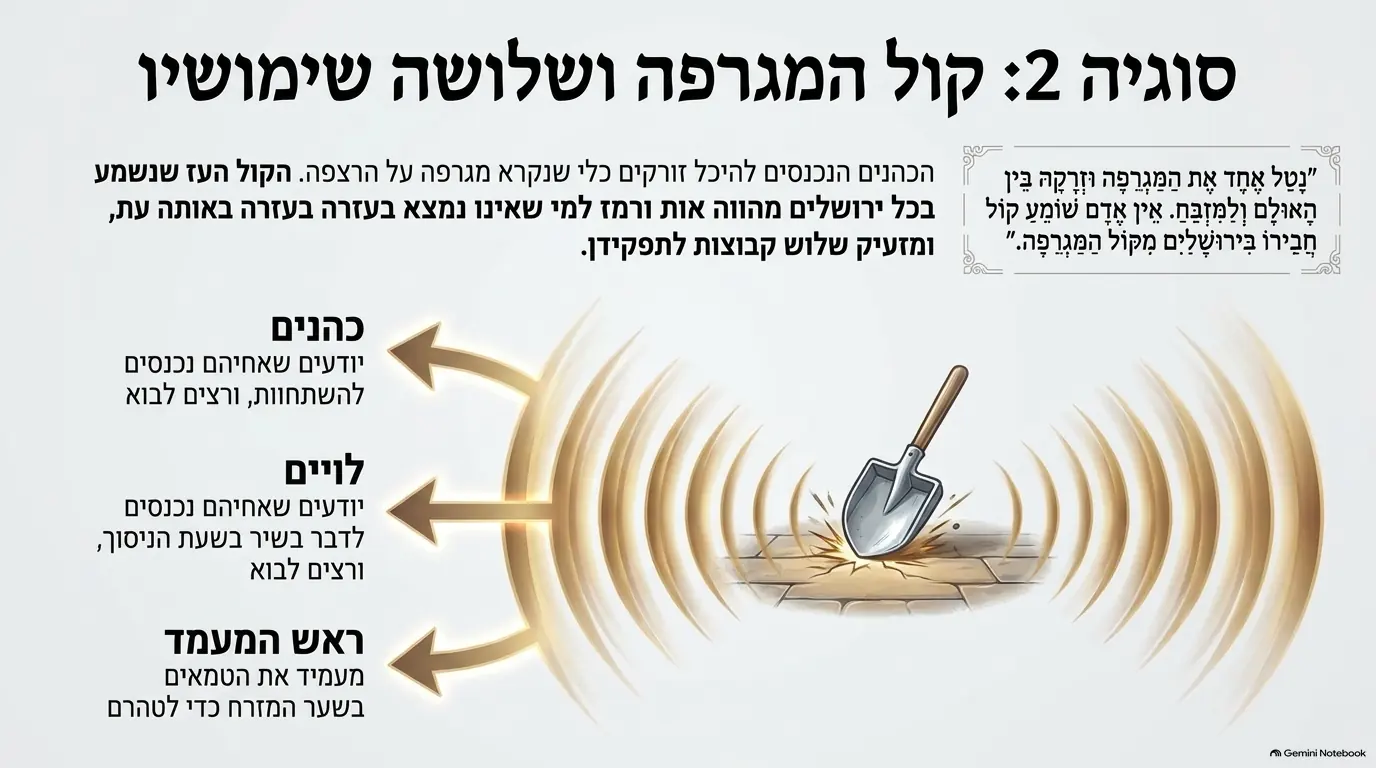 סוגיה 2: קול המגרפה ושלושה שימושיו
"נָטַל אֶחָד אֶת הַמַּגְרֵפָה וּזְרָקָהּ בֵּין
הָאוּלָם וְלַמִּזְבֵּחַ. אֵין אָדָם שׁוֹמֵעַ קוֹל
חֲבֵירוֹ בִּירוּשָׁלַיִם מִקּוֹל הַמַּגְרֵפָה."
הכהנים הנכנסים להיכל זורקים כלי שנקרא מגרפה על הרצפה. הקול העז שנשמע
בכל ירושלים מהווה אות ורמז למי שאינו נמצא בעזרה בעזרה באותה עת,
ומזעיק שלוש קבוצות לתפקידן.
כהנים
יודעים שאחיהם נכנסים
להשתחוות, ורצים לבוא
לויים
יודעים שאחיהם נכנסים
לדבר בשיר בשעת הניסוך,
ורצים לבוא
ראש המעמד
מעמיד את הטמאים
בשער המזרח כדי לטהרם
Gemini Notebook